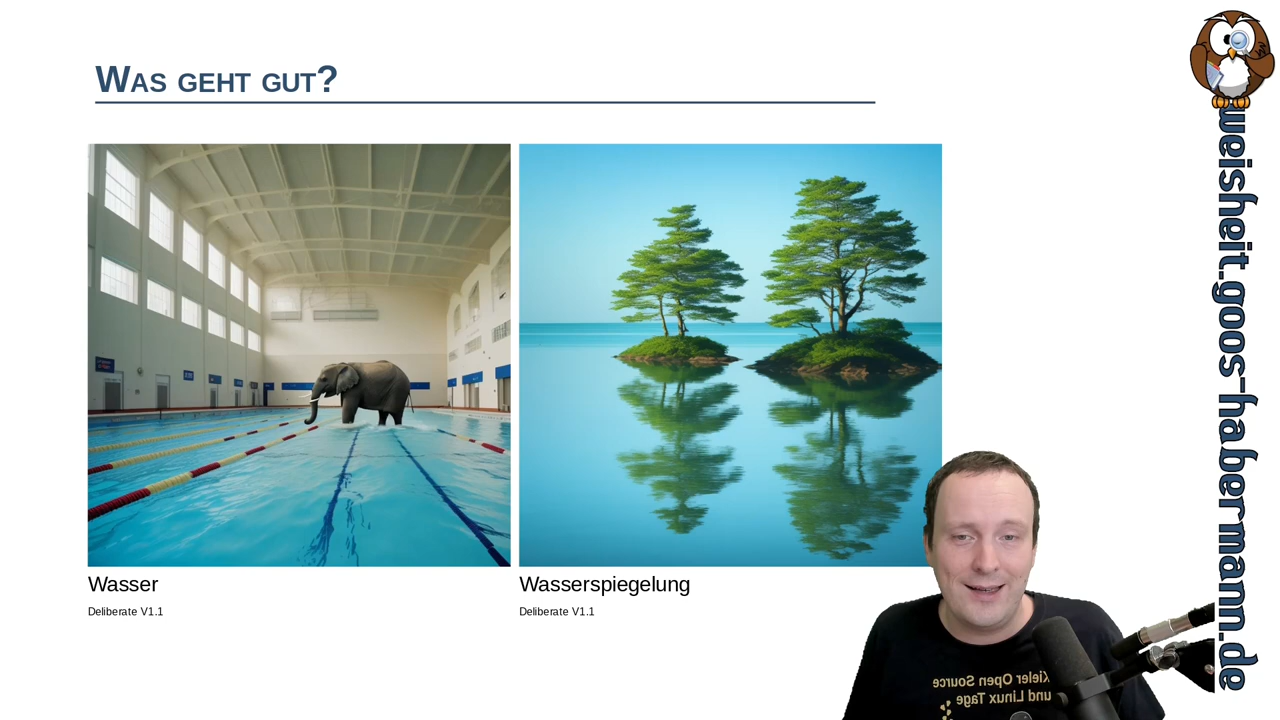 Was geht gut?
Wasser
Deliberate V1.1
Wasserspiegelung
Deliberate V1.1
weisheit.goos-habermann.de
Kieler Open Source
und Linux Tage